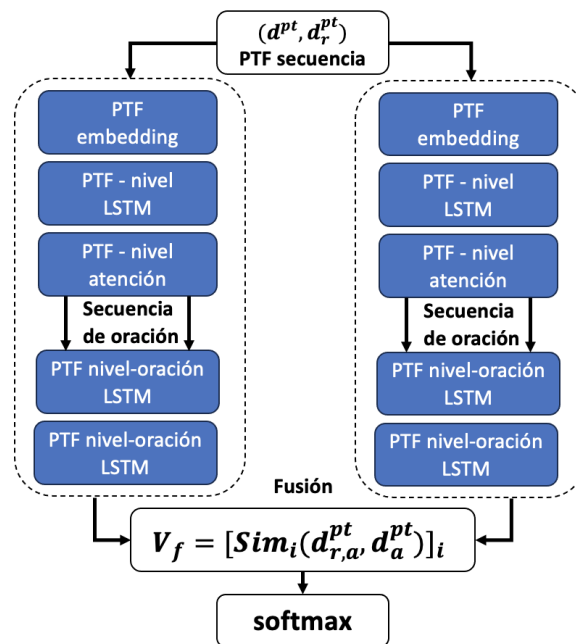 (d^{pt}, d_r^{pt})
PTF secuencia
PTF
embedding
PTF - nivel
LSTM
PTF - nivel
atención
Secuencia
de oración
PTF nivel-oración
LSTM
PTF nivel-oración
LSTM
PTF
embedding
PTF - nivel
LSTM
PTF - nivel
atención
Secuencia
de oración
PTF nivel-oración
LSTM
PTF nivel-oración
LSTM
Fusión
V_f = [Sim_i(d_{r,a}^{pt}, d_a^{pt})]_i
softmax